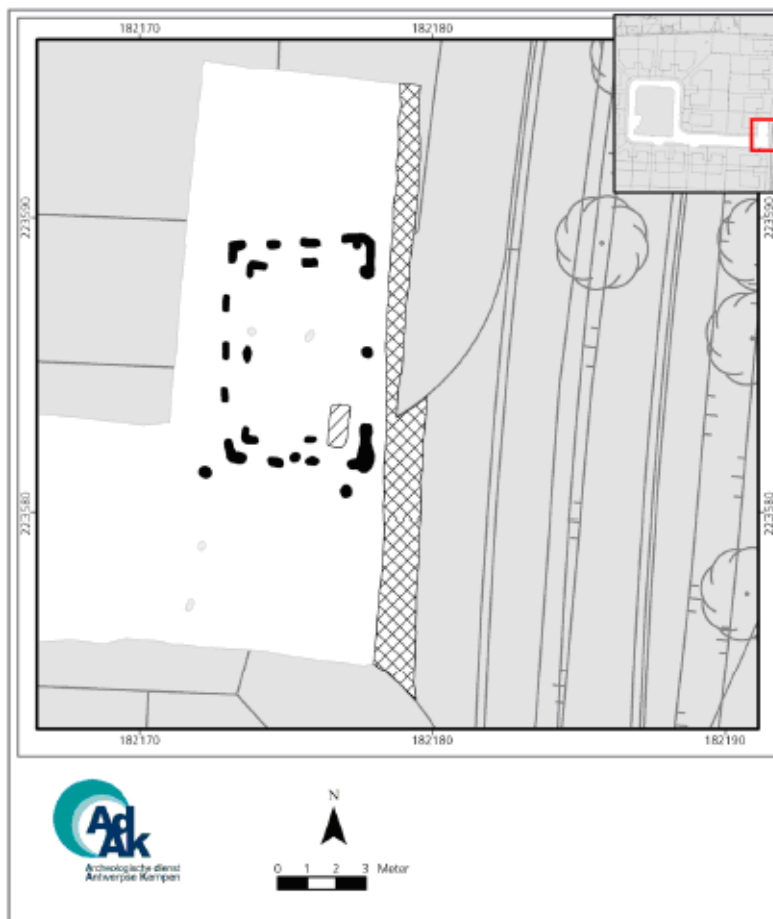 182170 182180
223590 223590
223580 223580
182170 182180 182190
N
0 1 2 3 Meter
AdAk
Archeologische dienst
Antwerpse Kempen